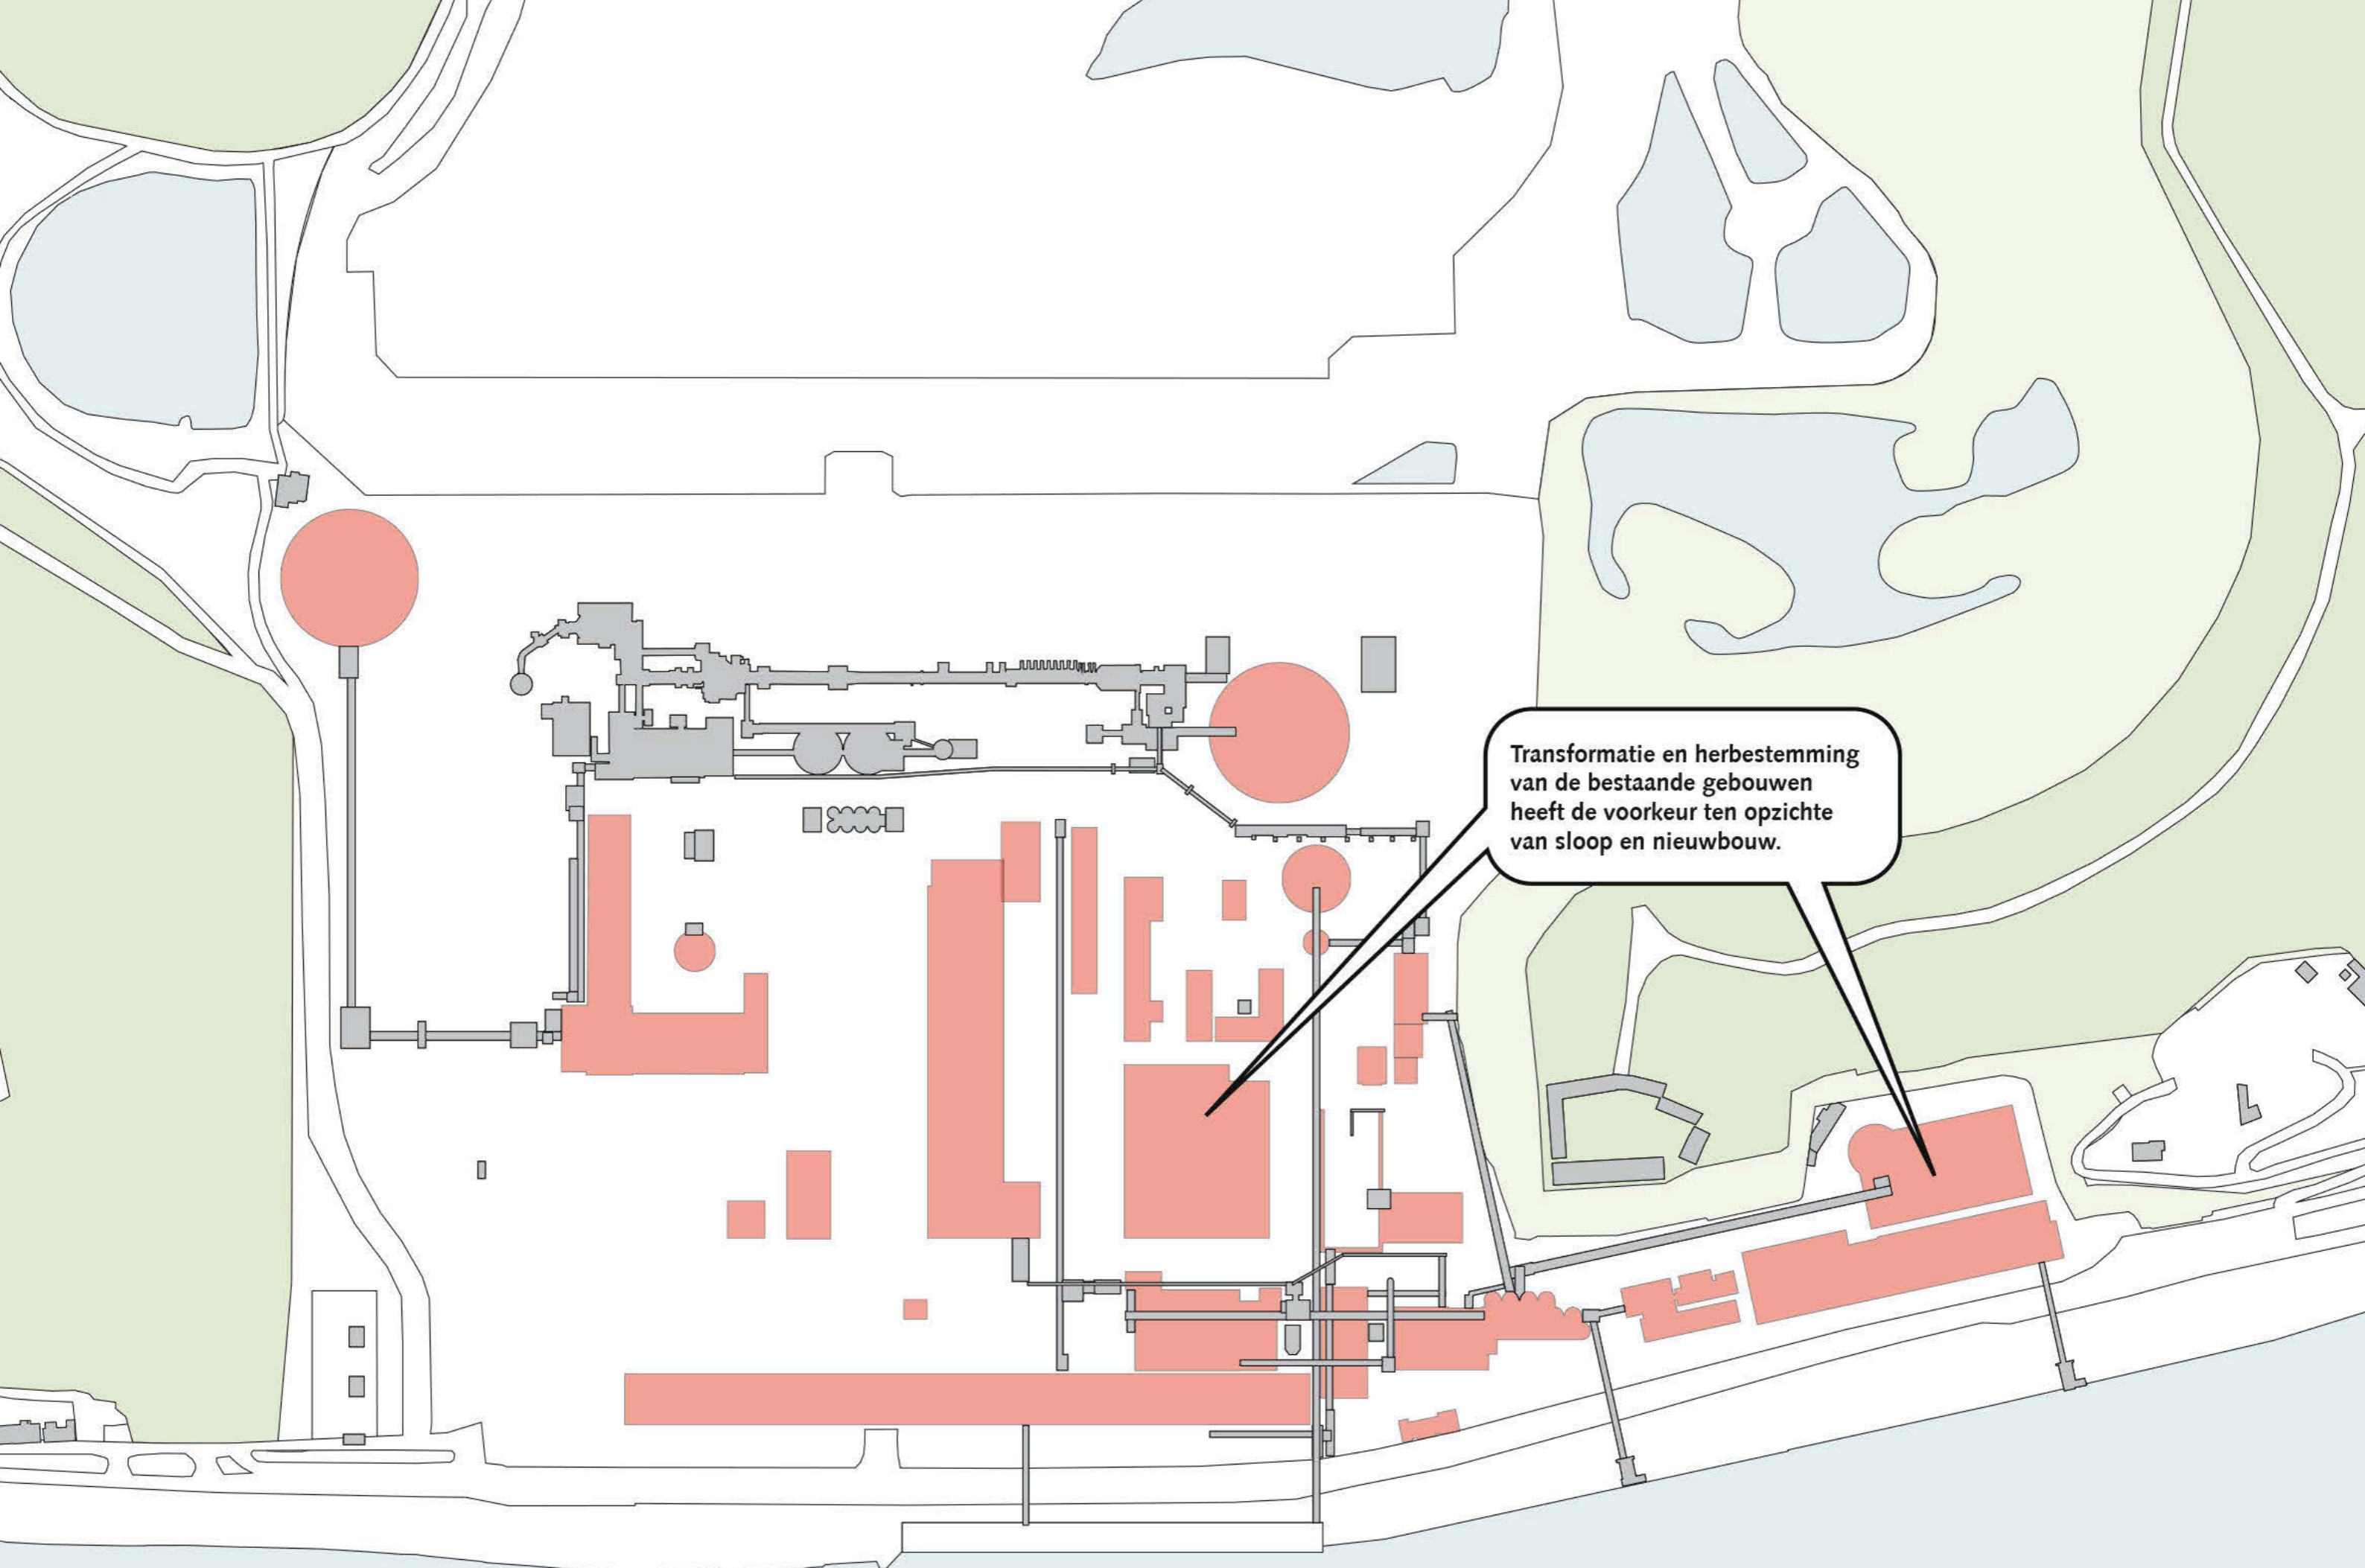 Transformatie en herbestemming
van de bestaande gebouwen
heeft de voorkeur ten opzichte
van sloop en nieuwbouw.